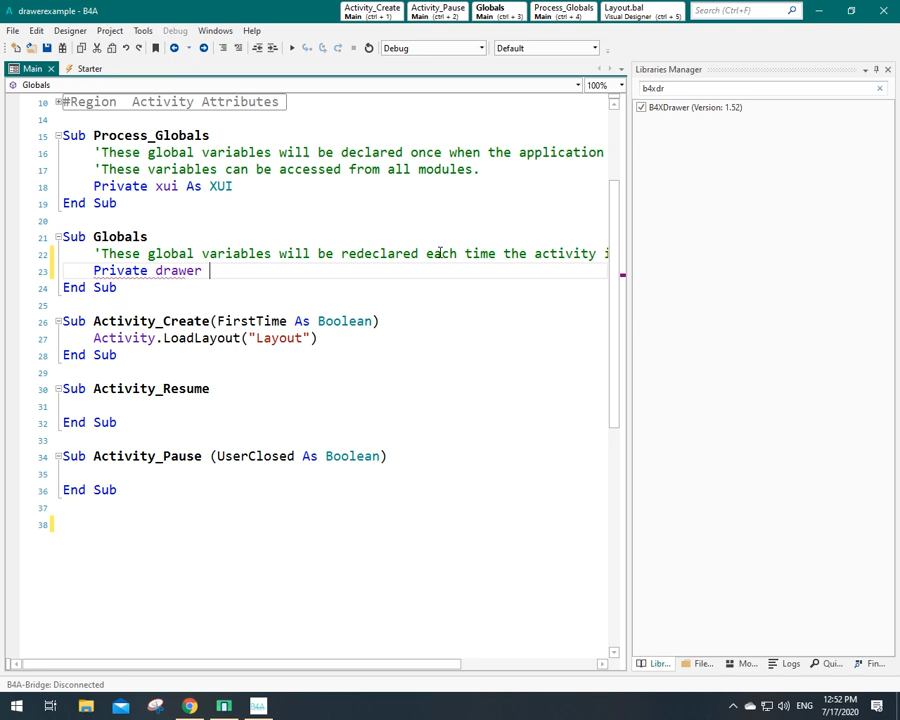 drawerexample - B4A
Activity_Create
Main (ctrl + 1)
Activity_Pause
Main (ctrl + 2)
Globals
Main (ctrl + 3)
Process_Globals
Main (ctrl + 4)
Layout.bal
Visual Designer (ctrl + 5)
Search (Ctrl+F)
File Edit Designer Project Tools Debug Windows Help
Debug
Default
Main
Starter
Libraries Manager
Globals
100%
b4xdr
B4XDrawer (Version: 1.52)
10 #Region Activity Attributes
14
15 Sub Process_Globals
16 'These global variables will be declared once when the application
17 'These variables can be accessed from all modules.
18 Private xui As XUI
19 End Sub
20
21 Sub Globals
22 'These global variables will be redeclared each time the activity i
23 Private drawer
24 End Sub
25
26 Sub Activity_Create(FirstTime As Boolean)
27 Activity.LoadLayout("Layout")
28 End Sub
29
30 Sub Activity_Resume
31
32 End Sub
33
34 Sub Activity_Pause (UserClosed As Boolean)
35
36 End Sub
37
38
Libr... File... Mo... Logs Qui... Fin...
B4A-Bridge: Disconnected
B4A
ENG
12:52 PM
7/17/2020